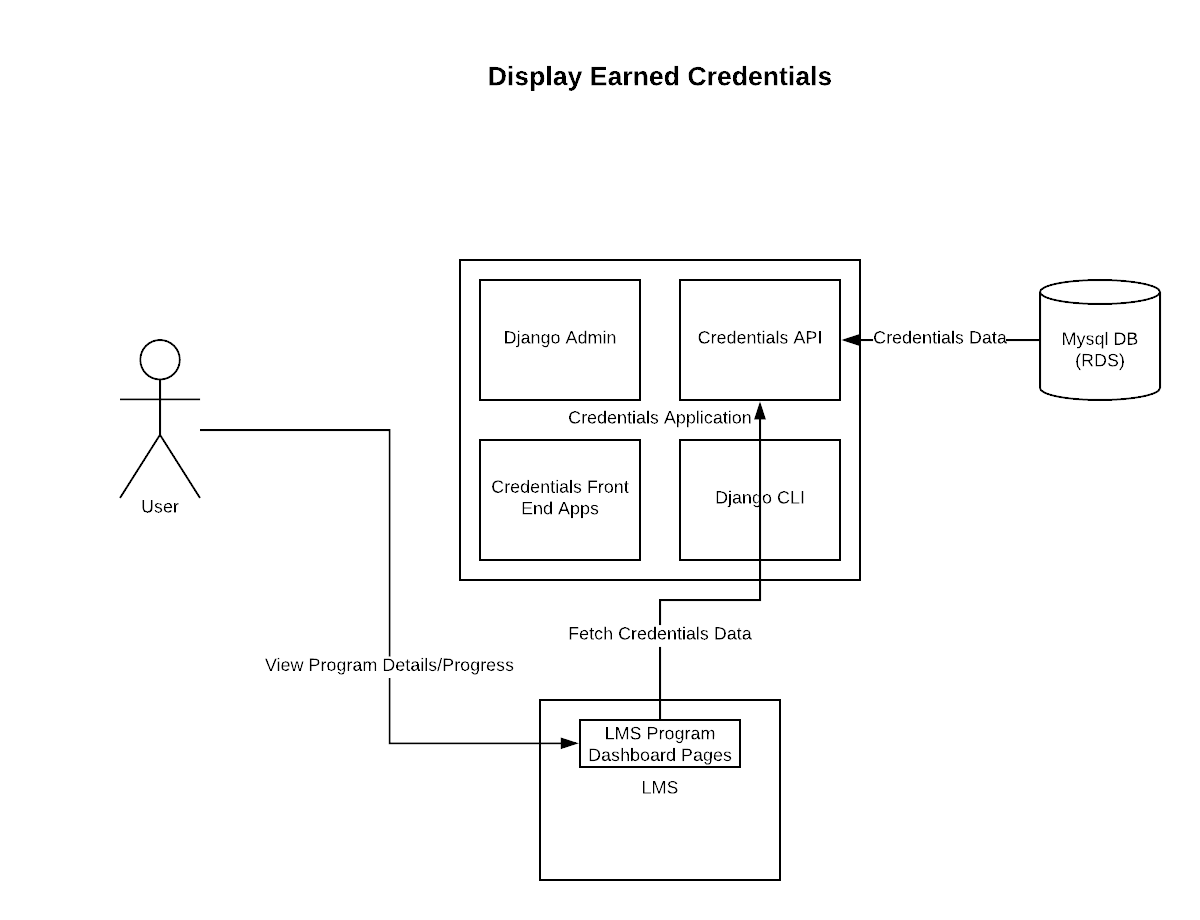 Display Earned Credentials
Django Admin
Credentials API
Credentials Data
Mysql DB
(RDS)
Credentials Application
Credentials Front
End Apps
Django CLI
User
Fetch Credentials Data
View Program Details/Progress
LMS Program
Dashboard Pages
LMS